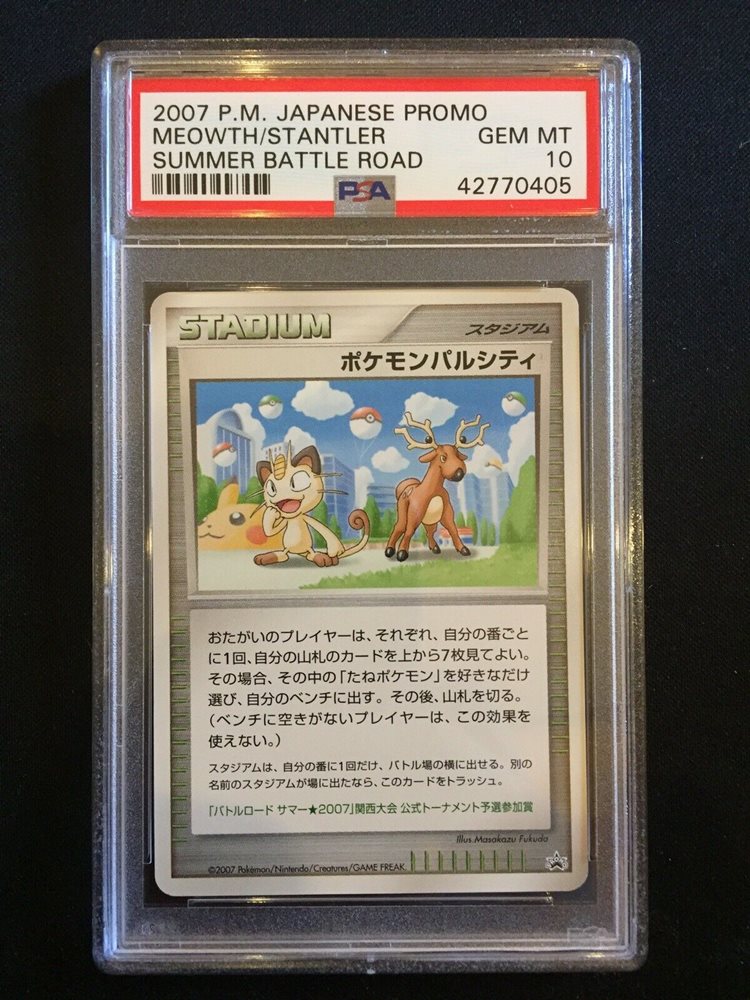 2007 P.M. JAPANESE PROMO
MEOWTH/STANTLER GEM MT
SUMMER BATTLE ROAD 10
PSA 42770405
STADIUM スタジアム
ポケモンパルシティ
おたがいのプレイヤーは、それぞれ、自分の番ごと
に1回、自分の山札のカードを上から7枚見てよい。
その場合、その中の「たねポケモン」を好きなだけ
選び、自分のベンチに出す。その後、山札を切る。
(ベンチに空きがないプレイヤーは、この効果を
使えない。)
スタジアムは、自分の番に1回だけ、バトル場の横に出せる。別の
名前のスタジアムが場に出たなら、このカードをトラッシュ。
「バトルロード サマー★2007」関西大会 公式トーナメント予選参加賞
Illus. Masakazu Fukuda
©2007 Pokémon/Nintendo/Creatures/GAME FREAK.